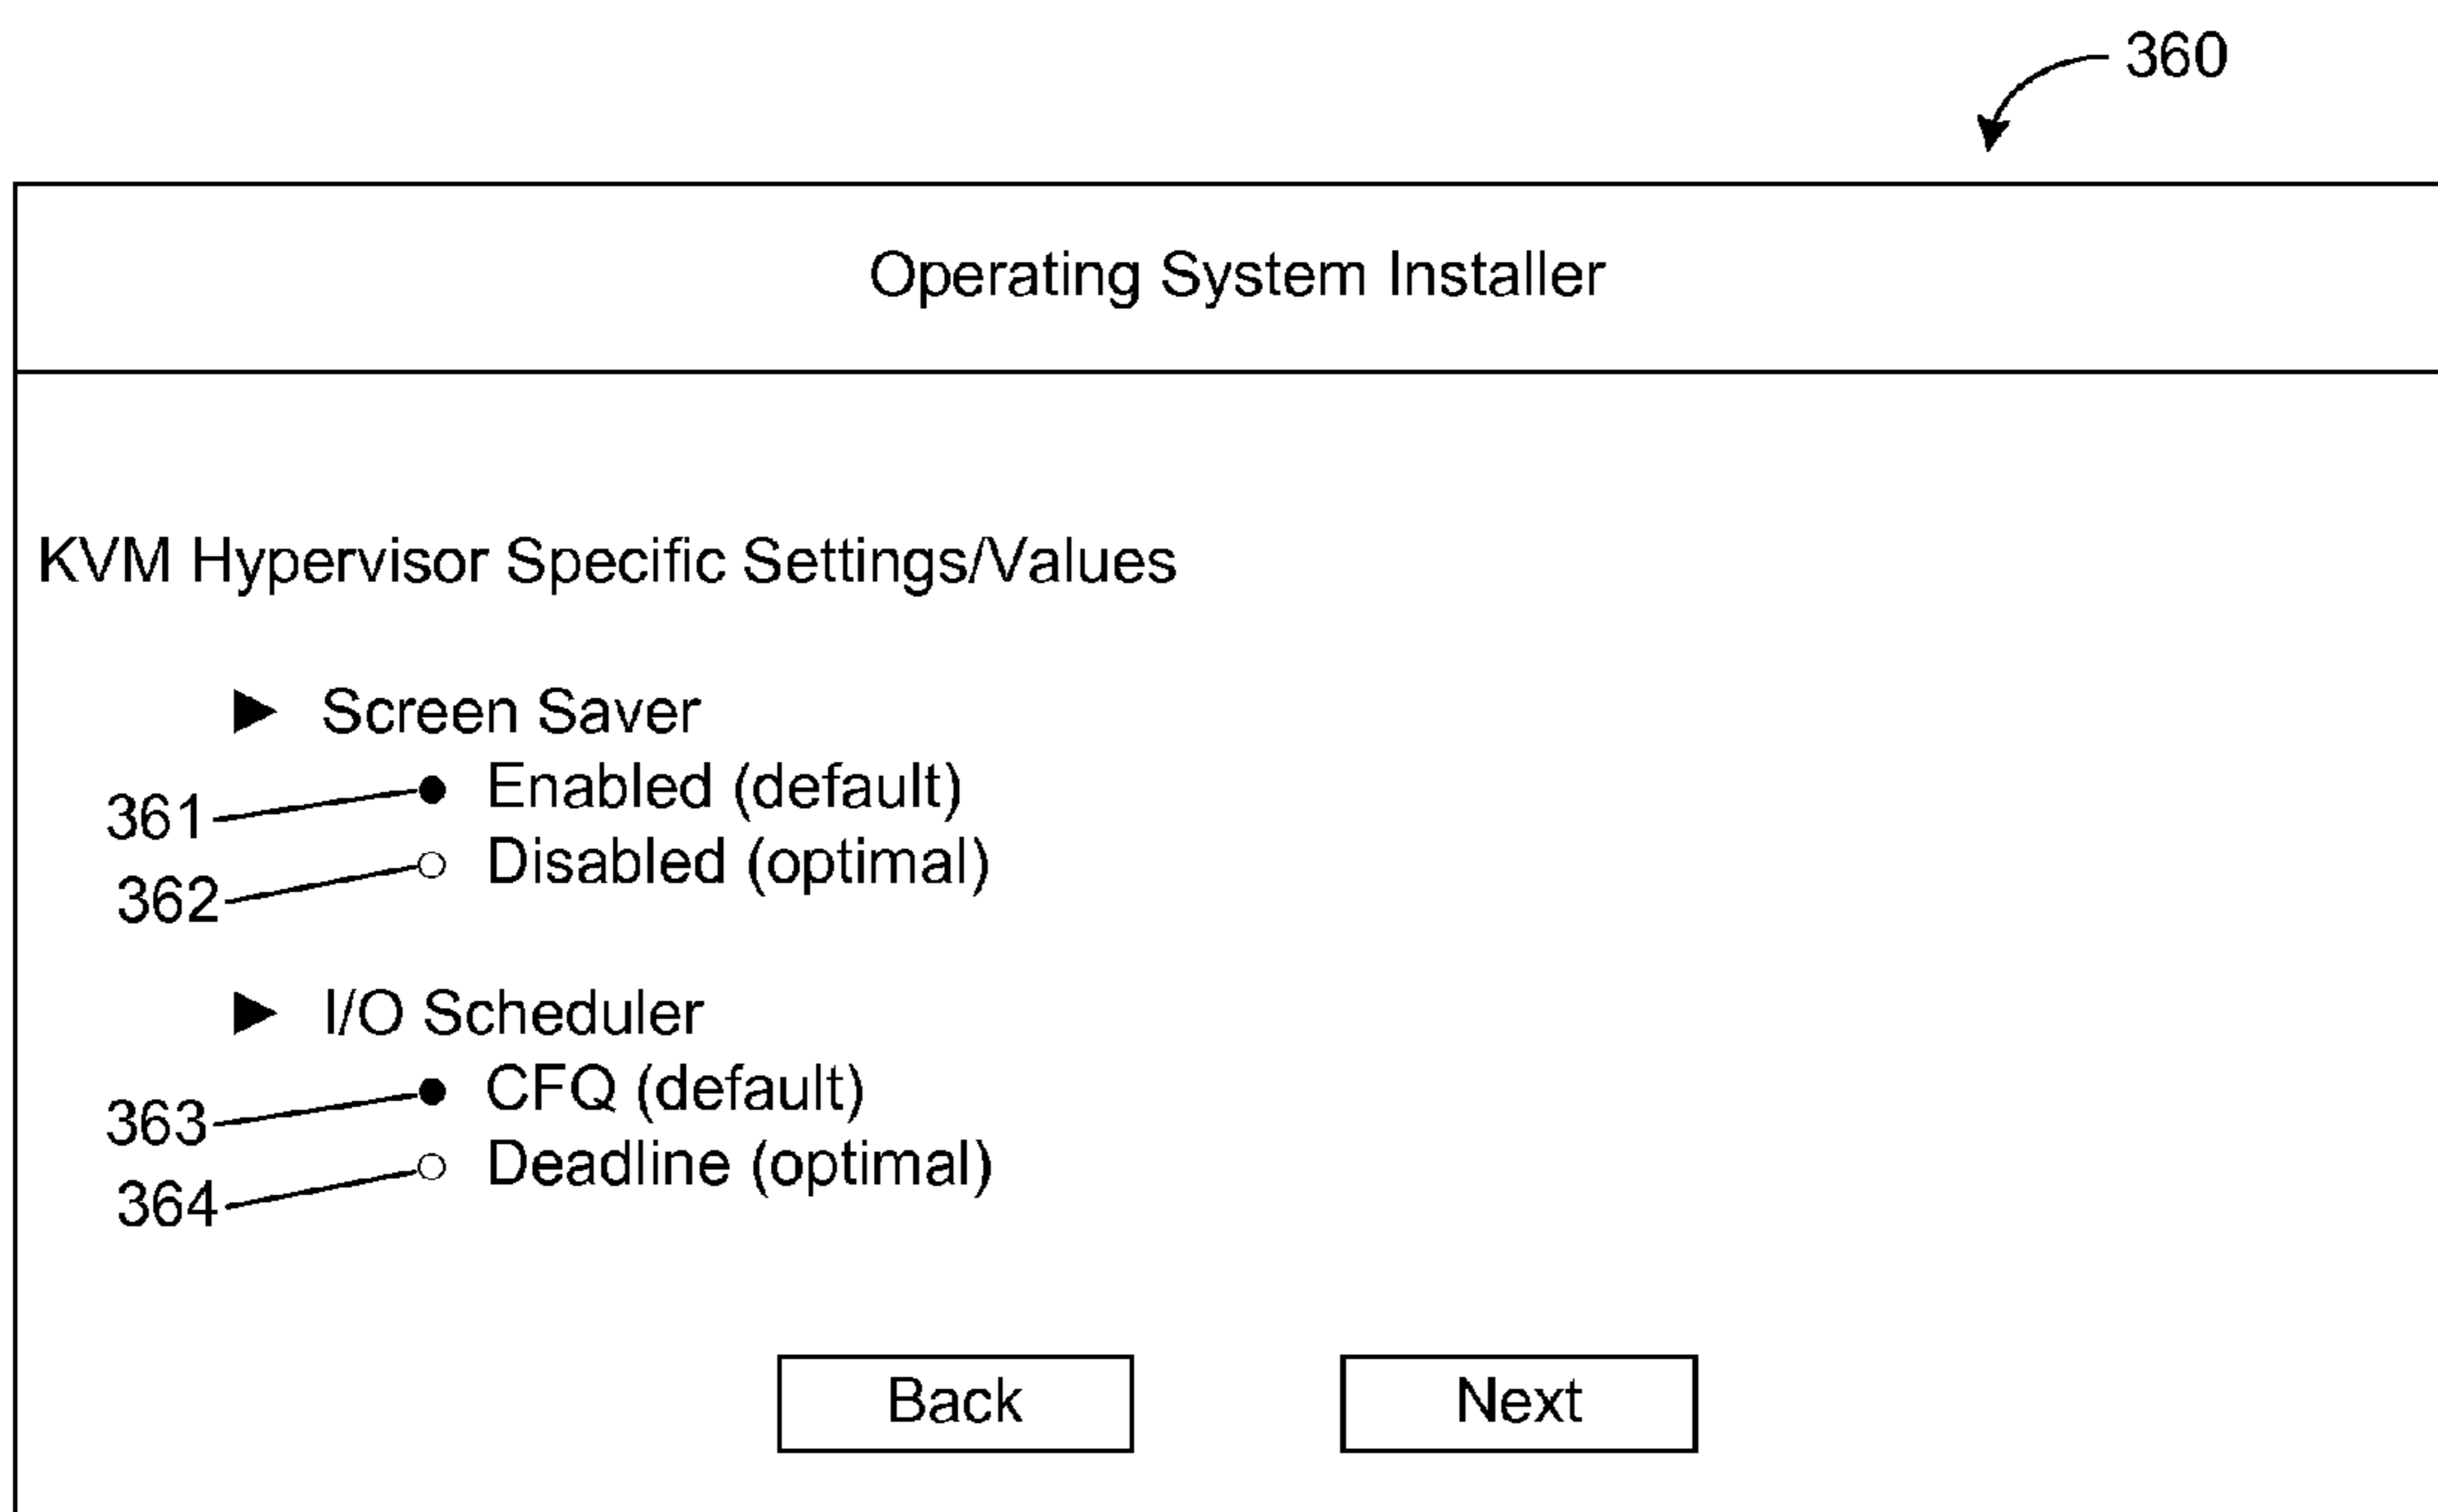 360
Operating System Installer
KVM Hypervisor Specific Settings/Values
Screen Saver
361 Enabled (default)
362 Disabled (optimal)
I/O Scheduler
363 CFQ (default)
364 Deadline (optimal)
Back Next